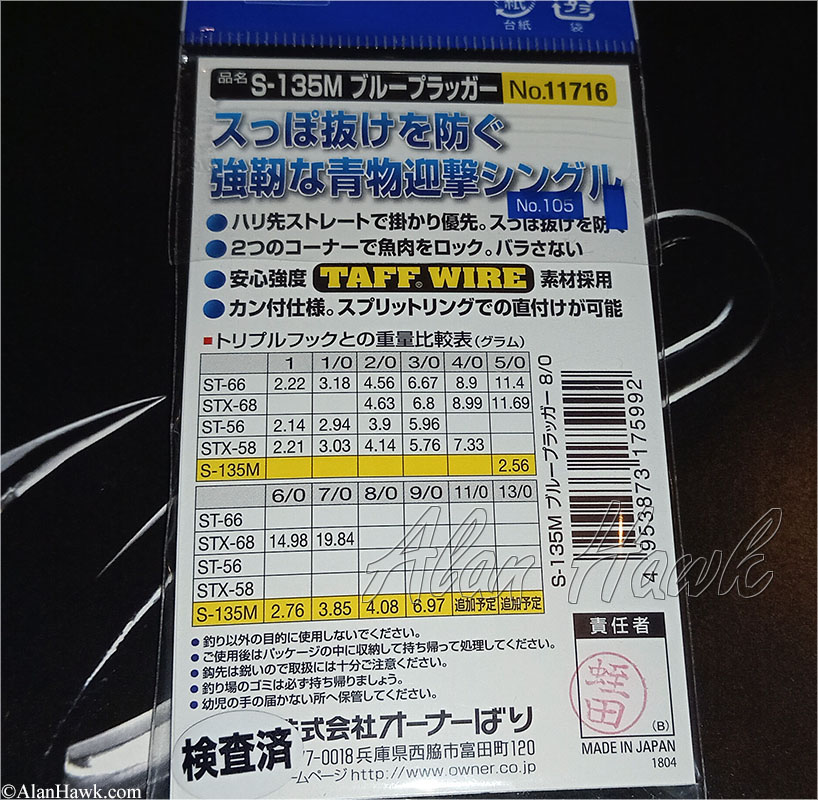 紙
台紙
プラ
袋
品名 S-135M ブループラッガー No.11716
スっぽ抜けを防ぐ
強靭な青物迎撃シングル
No.105
●ハリ先ストレートで掛かり優先。スっぽ抜けを防ぐ
●2つのコーナーで魚肉をロック。バラさない
●安心強度 TAFF® WIRE 素材採用
●カン付仕様。スプリットリングでの直付けが可能
■トリプルフックとの重量比較表(グラム)
1 1/0 2/0 3/0 4/0 5/0
ST-66 2.22 3.18 4.56 6.67 8.9 11.4
STX-68 4.63 6.8 8.99 11.69
ST-56 2.14 2.94 3.9 5.96
STX-58 2.21 3.03 4.14 5.76 7.33
S-135M 2.56
6/0 7/0 8/0 9/0 11/0 13/0
ST-66
STX-68 14.98 19.84
ST-56
STX-58
S-135M 2.76 3.85 4.08 6.97 追加予定 追加予定
S-135M ブループラッガー 8/0
4 953873 175992
Alan Hawk
●釣り以外の目的に使用しないでください。
●ご使用後はパッケージの中に収納して持ち帰って処理してください。
●鈎先は鋭いので取扱には十分ご注意ください。
●釣り場のゴミは必ず持ち帰りましょう。
●幼児の手の届かない所へ保管してください。
責任者
蛭田
(B)
MADE IN JAPAN
1804
検査済
株式会社オーナーばり
7-0018 兵庫県西脇市富田町120
ームページ http://www.owner.co.jp
©AlanHawk.com